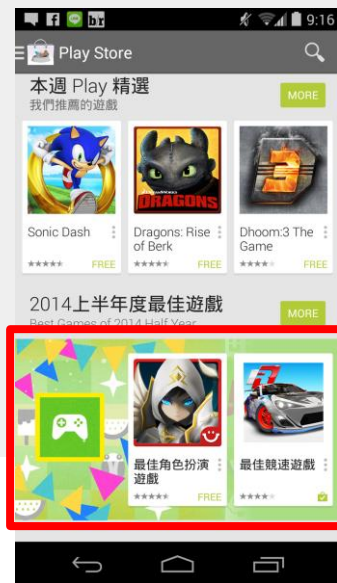 br
9:16
Play Store
本週 Play 精選
我們推薦的遊戲
MORE
DRAGONS
Sonic Dash
Dragons: Rise of Berk
Dhoom:3 The Game
FREE
FREE
FREE
2014上半年度最佳遊戲
Best Games of 2014 Half Year
MORE
最佳角色扮演
遊戲
最佳競速遊戲
FREE